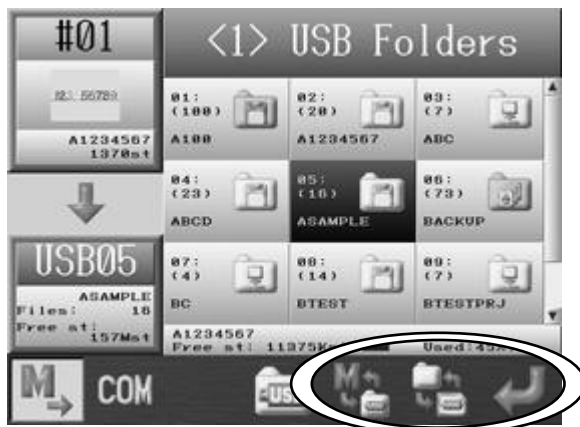 #01
<1> USB Folders
A1234567
1370st
01:
(100)
A100
02:
(20)
A1234567
03:
(7)
ABC
04:
(23)
ABCD
05:
(16)
ASAMPLE
06:
(73)
BACKUP
USB05
ASAMPLE
Files: 16
Free st:
157Mst
07:
(4)
BC
08:
(14)
BTEST
09:
(7)
BTESTPRJ
A1234567
Free st: 11375K
Used:
M
COM
US
M